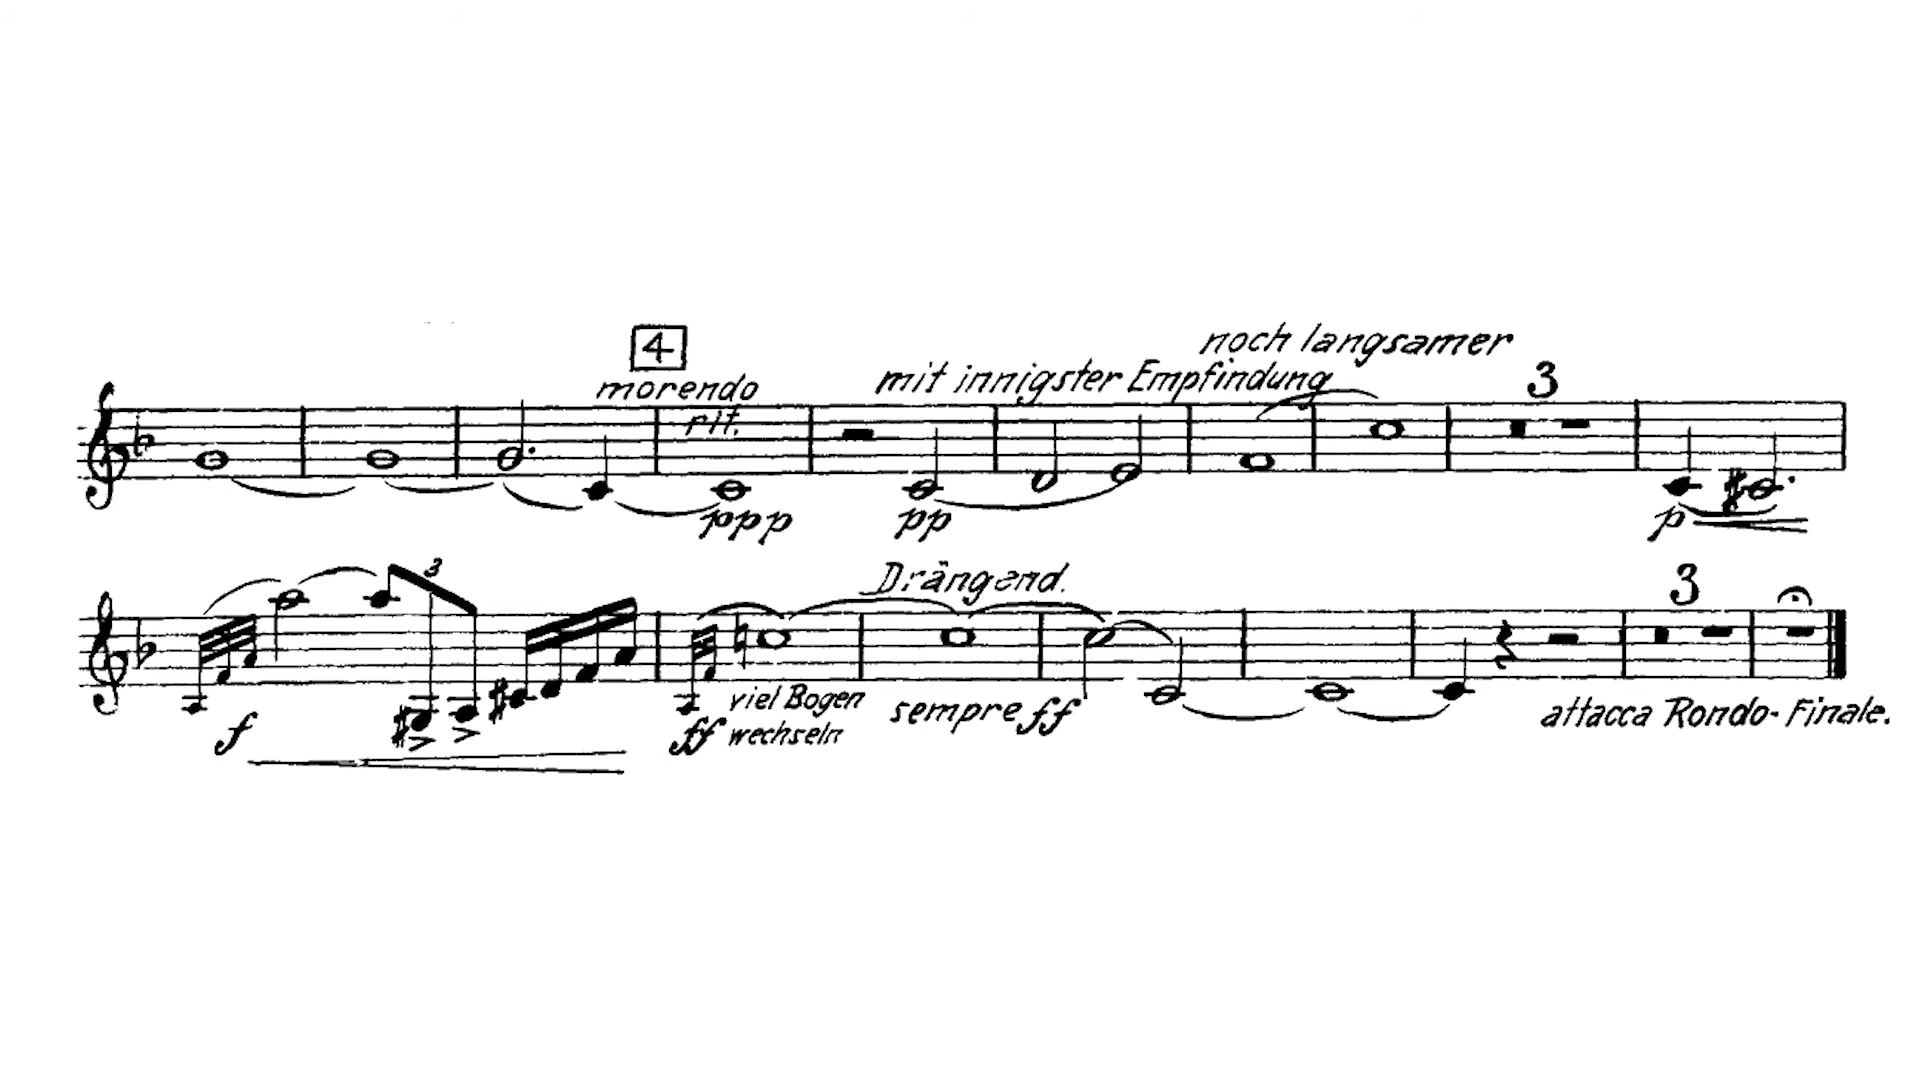 4
noch langsamer
morendo
mit innigster Empfindung
3
rit.
ppp
pp
p
3
Drängend.
3
f
ff
viel Bogen
wechseln
sempre ff
attacca Rondo-Finale.